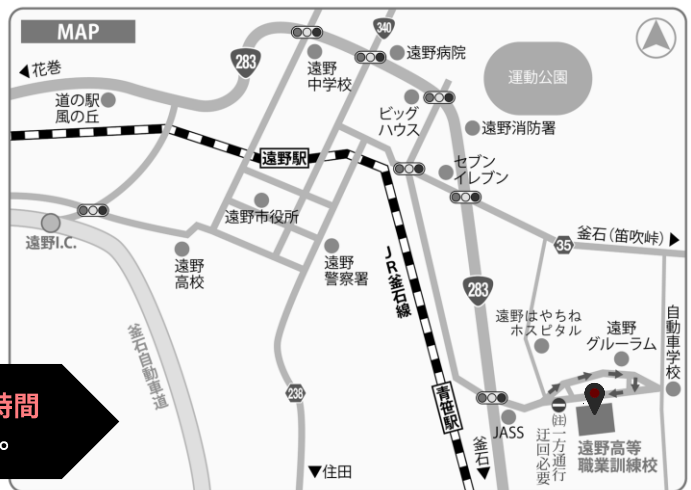 MAP
340
283
遠野病院
花巻
遠野
中学校
運動公園
道の駅
風の丘
ビッグ
ハウス
遠野消防署
遠野駅
セブン
イレブン
遠野市役所
釜石(笛吹峠)
35
遠野I.C.
遠野
高校
遠野
警察署
JR釜石線
283
自動車学校
遠野はやちね
ホスピタル
遠野
グルーラム
釜石自動車道
238
青笹駅
時間
。
JASS
㊟一方通行
迂回必要
遠野高等
職業訓練校
釜石
住田